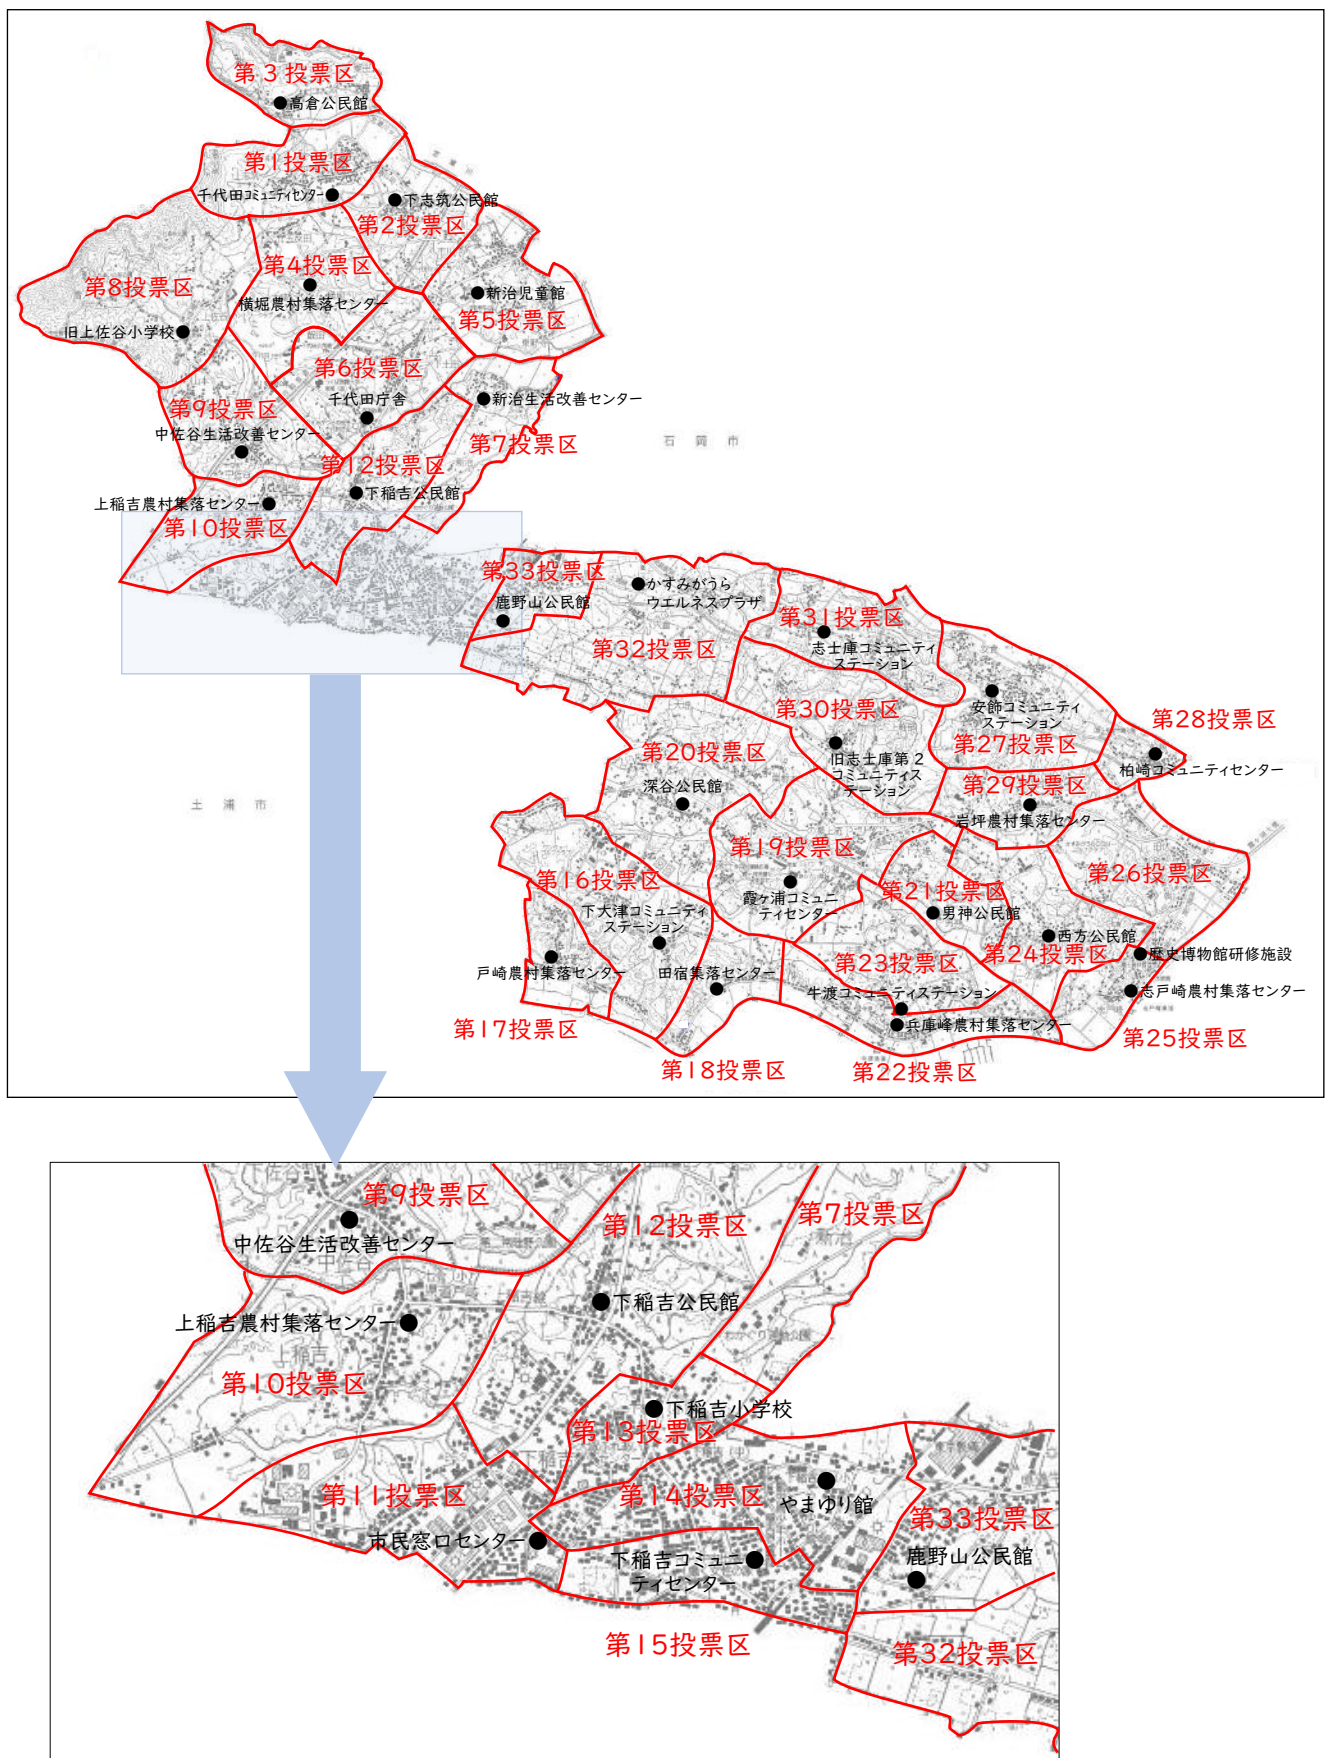 第3投票区
高倉公民館
第1投票区
千代田コミュニティセンター
下志筑公民館
第2投票区
第4投票区
横堀農村集落センター
第8投票区
旧上佐谷小学校
新治児童館
第5投票区
第6投票区
千代田庁舎
第9投票区
中佐谷生活改善センター
新治生活改善センター
第7投票区
石岡市
第12投票区
下稲吉公民館
上稲吉農村集落センター
第10投票区
第33投票区
鹿野山公民館
かすみがうら
ウエルネスプラザ
第32投票区
第31投票区
志士庫コミュニティ
ステーション
第30投票区
旧志士庫第2
コミュニティス
テーション
安飾コミュニティ
ステーション
第27投票区
第28投票区
柏崎コミュニティセンター
第20投票区
深谷公民館
第29投票区
岩坪農村集落センター
土浦市
第19投票区
霞ヶ浦コミュニ
ティセンター
第26投票区
第16投票区
下大津コミュニティ
ステーション
第21投票区
男神公民館
西方公民館
第24投票区
歴史博物館研修施設
戸崎農村集落センター
田宿集落センター
第23投票区
牛渡コミュニティステーション
志戸崎農村集落センター
兵庫峰農村集落センター
第17投票区
第18投票区
第22投票区
第25投票区
第9投票区
中佐谷生活改善センター
中佐谷
第12投票区
第7投票区
新治
下稲吉公民館
上稲吉農村集落センター
上稲吉
第10投票区
下稲吉小学校
第13投票区
第11投票区
市民窓口センター
第14投票区
やまゆり館
第33投票区
鹿野山公民館
下稲吉コミュニ
ティセンター
第15投票区
第32投票区